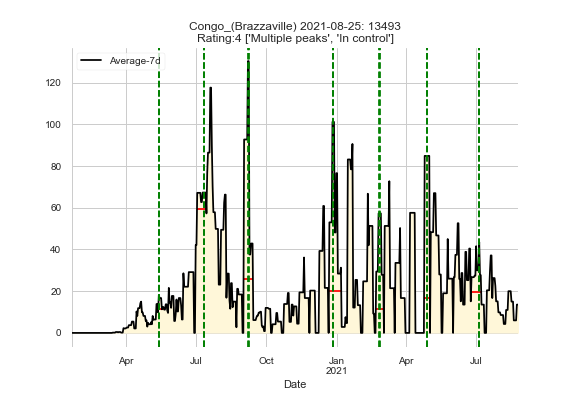 Congo_(Brazzaville) 2021-08-25: 13493
Rating:4 ['Multiple peaks', 'In control']
Average-7d
120
100
80
60
40
20
0
Apr
Jul
Oct
Jan
2021
Apr
Jul
Date